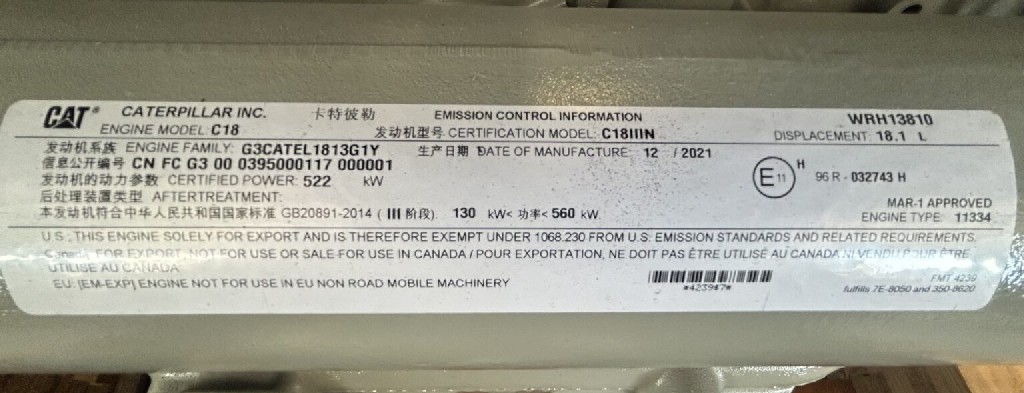 CAT® CATERPILLAR INC. 卡特彼勒 EMISSION CONTROL INFORMATION WRH13810
ENGINE MODEL: C18 发动机型号 CERTIFICATION MODEL: C18IIIN DISPLACEMENT: 18.1 L
发动机系族 ENGINE FAMILY: G3CATEL1813G1Y 生产日期 DATE OF MANUFACTURE: 12 / 2021
信息公开编号 CN FC G3 00 0395000117 000001
发动机的动力参数 CERTIFIED POWER: 522 kW
E11 H 96 R - 032743 H
后处理装置类型 AFTERTREATMENT:
MAR-1 APPROVED
本发动机符合中华人民共和国国家标准 GB20891-2014 ( III 阶段). 130 kW< 功率< 560 kW.
ENGINE TYPE 11334
U.S.:THIS ENGINE SOLELY FOR EXPORT AND IS THEREFORE EXEMPT UNDER 1068.230 FROM U.S. EMISSION STANDARDS AND RELATED REQUIREMENTS.
Canada: FOR EXPORT, NOT FOR USE OR SALE FOR USE IN CANADA / POUR EXPORTATION, NE DOIT PAS ÊTRE UTILISÉ AU CANADA NI VENDU POUR ÊTRE
UTILISE AU CANADA
EU: [EM-EXP] ENGINE NOT FOR USE IN EU NON ROAD MOBILE MACHINERY
*423947*
FMT 4239
fulfills 7E-8050 and 350-8620